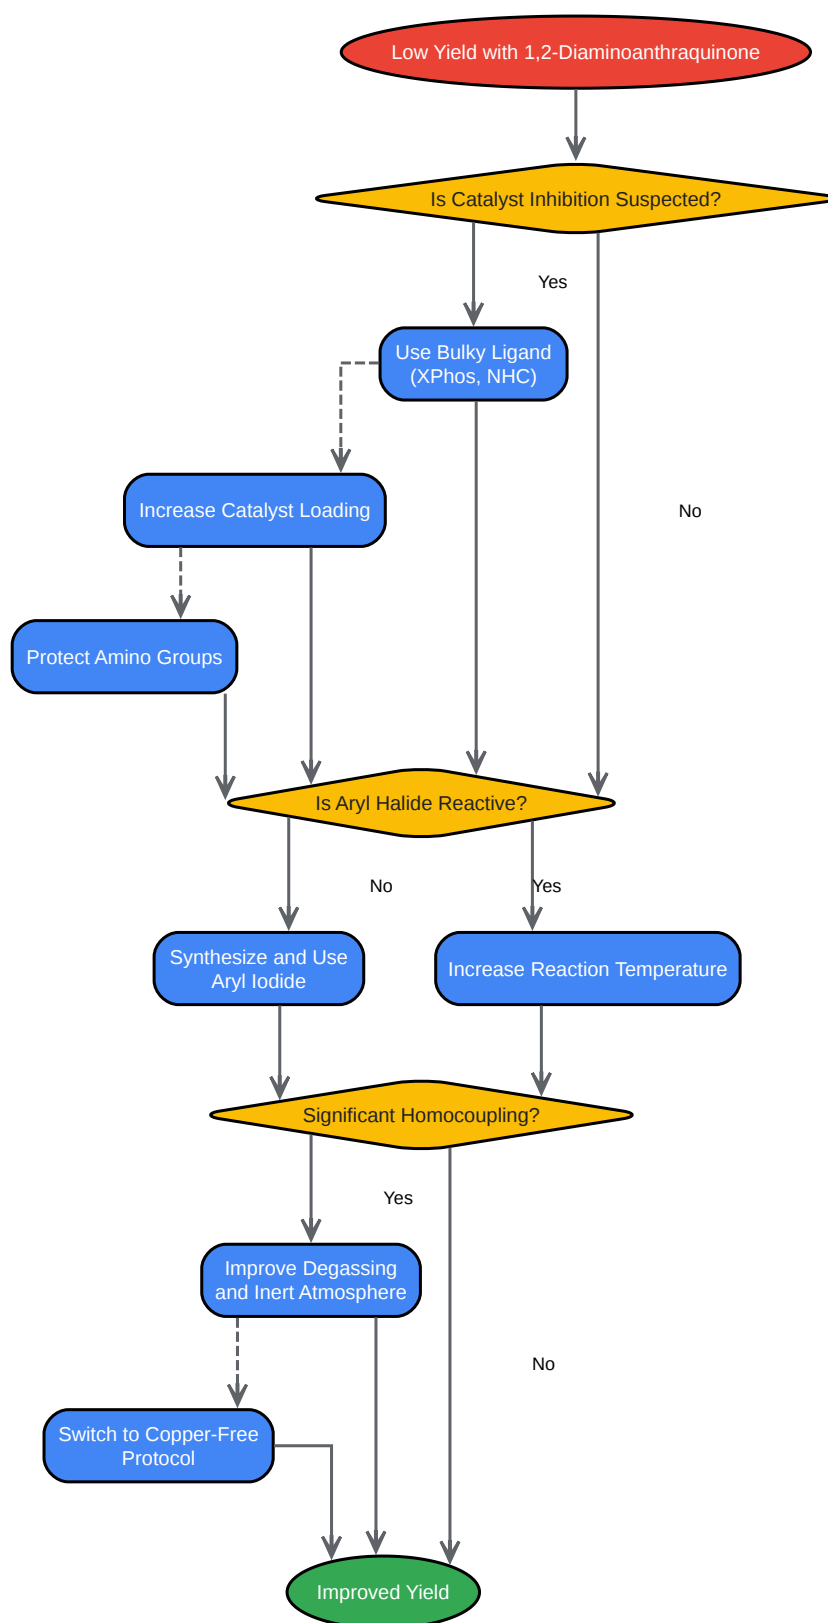 Low Yield with 1,2-Diaminoanthraquinone
Is Catalyst Inhibition Suspected?
Yes
Use Bulky Ligand
(XPhos, NHC)
Increase Catalyst Loading
No
Protect Amino Groups
Is Aryl Halide Reactive?
No
Yes
Synthesize and Use
Aryl Iodide
Increase Reaction Temperature
Significant Homocoupling?
Yes
Improve Degassing
and Inert Atmosphere
No
Switch to Copper-Free
Protocol
Improved Yield